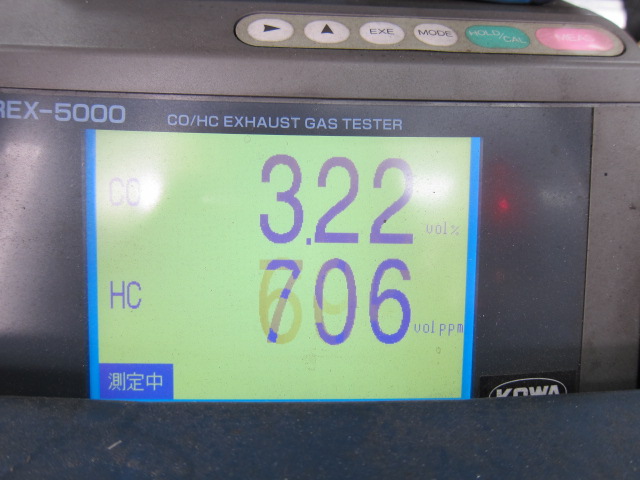 EXE MODE HOLD/CAL MEAS
REX-5000 CO/HC EXHAUST GAS TESTER
CO 3.22 vol%
HC 706 volppm
測定中
KOWA